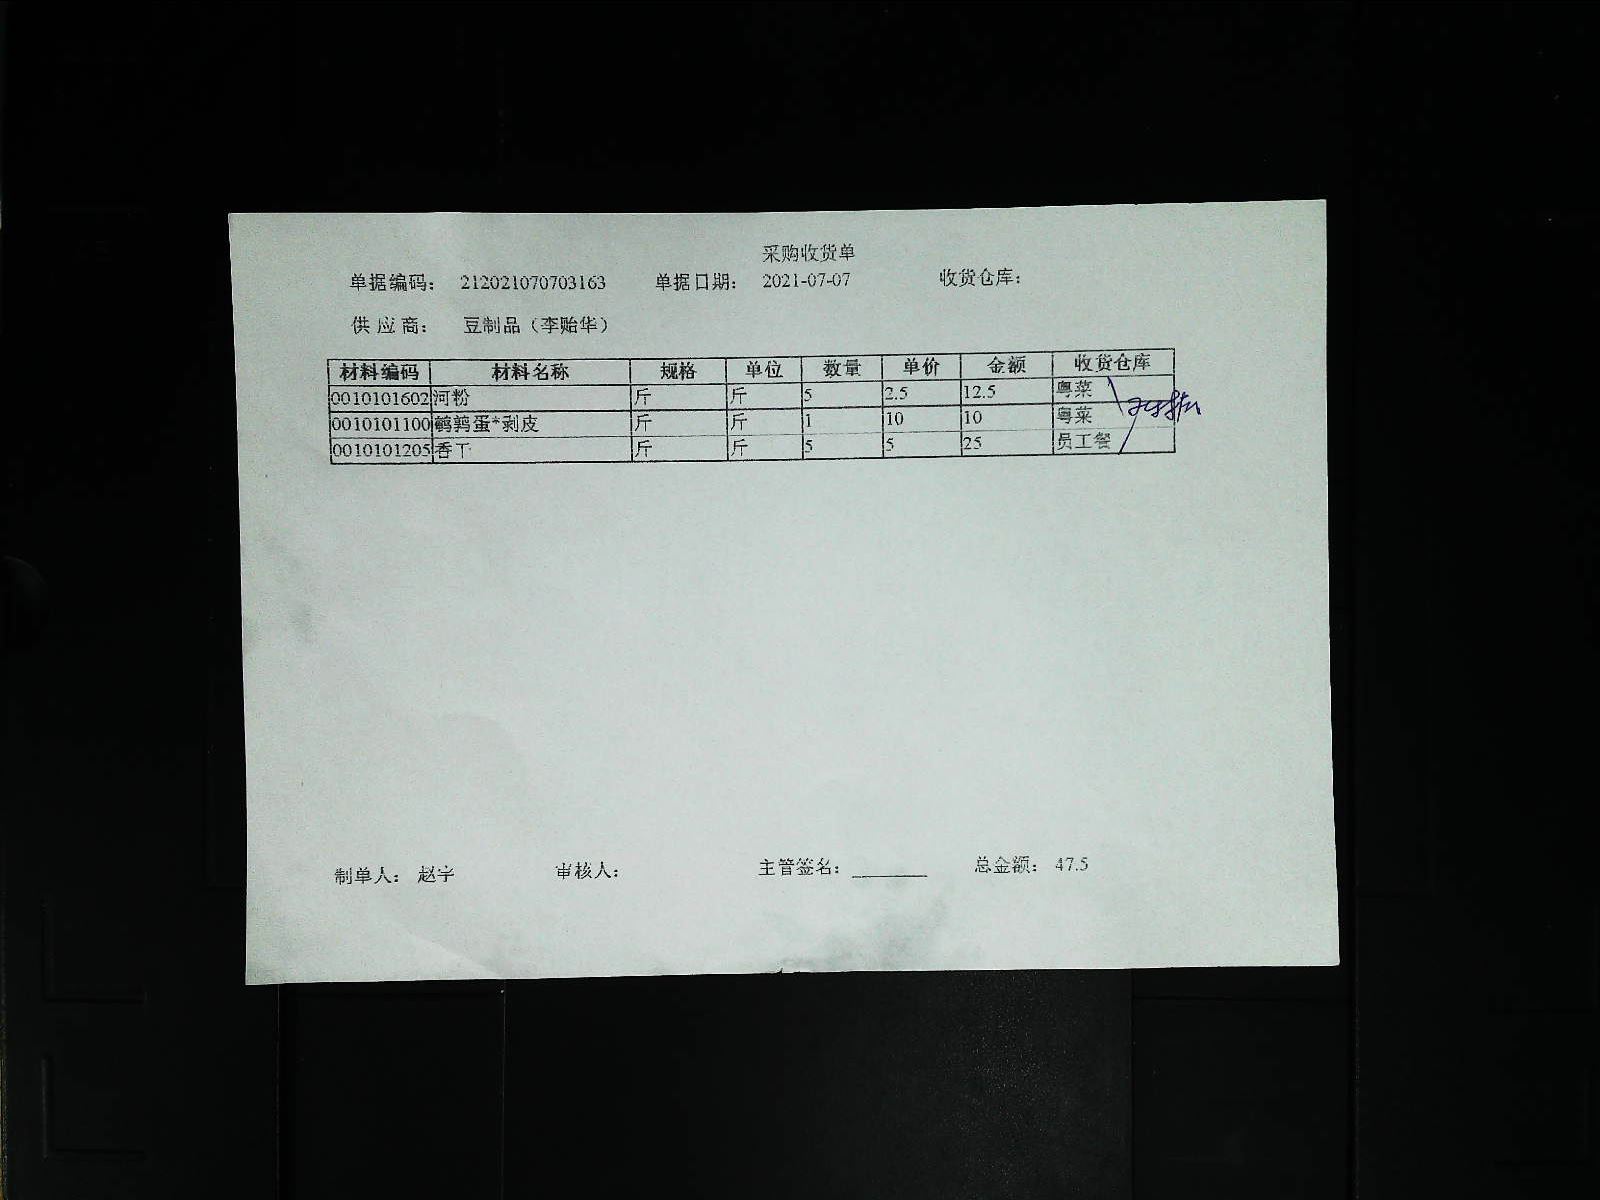 采购收货单
单据编码： 212021070703163 单据日期： 2021-07-07 收货仓库：
供 应 商： 豆制品（李贻华）
材料编码 材料名称 规格 单位 数量 单价 金额 收货仓库
0010101602 河粉 斤 斤 5 2.5 12.5 粤菜
0010101100 鹌鹑蛋*剥皮 斤 斤 1 10 10 粤菜
0010101205 香干 斤 斤 5 5 25 员工餐
制单人： 赵宇 审核人： 主管签名： 总金额： 47.5